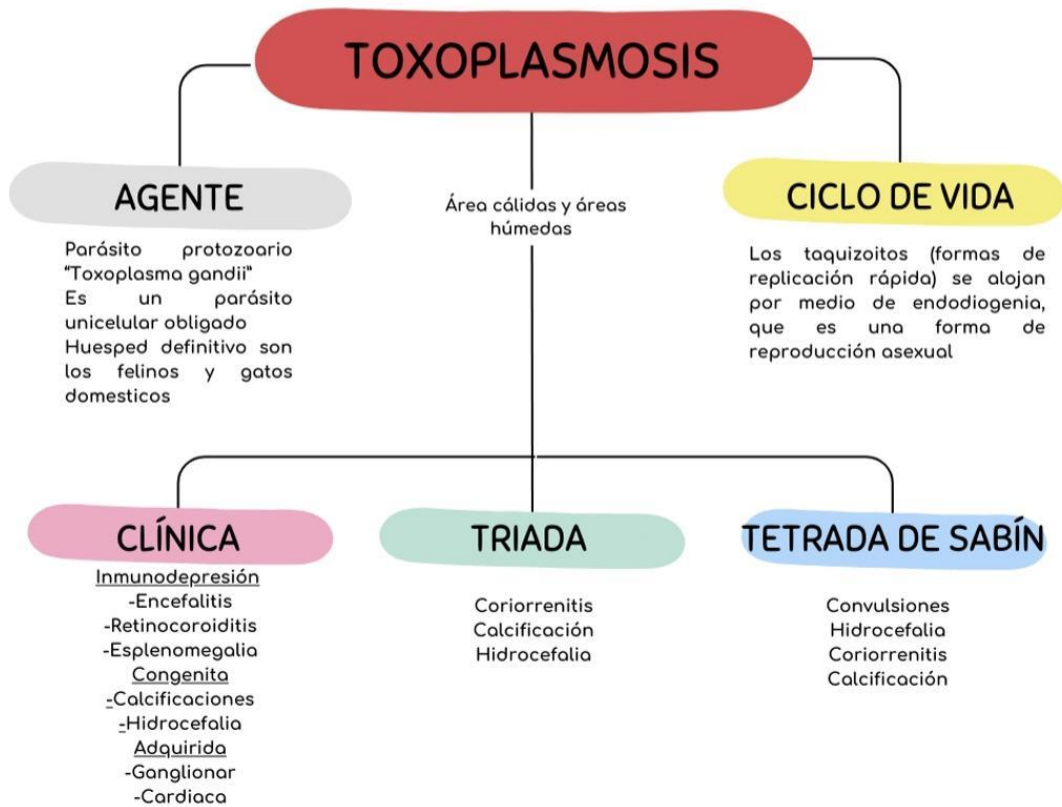 TOXOPLASMOSIS
AGENTE
Parásito protozoario
“Toxoplasma gandii”
Es un parásito
unicelular obligado
Huesped definitivo son
los felinos y gatos
domesticos
Área cálidas y áreas
húmedas
CICLO DE VIDA
Los taquizoitos (formas de
replicación rápida) se alojan
por medio de endodiogenia,
que es una forma de
reproducción asexual
CLÍNICA
Inmunodepresión
-Encefalitis
-Retinocoroiditis
-Esplenomegalia
Congenita
-Calcificaciones
-Hidrocefalia
Adquirida
-Ganglionar
-Cardiaca
TRIADA
Coriorrenitis
Calcificación
Hidrocefalia
TETRADA DE SABÍN
Convulsiones
Hidrocefalia
Coriorrenitis
Calcificación